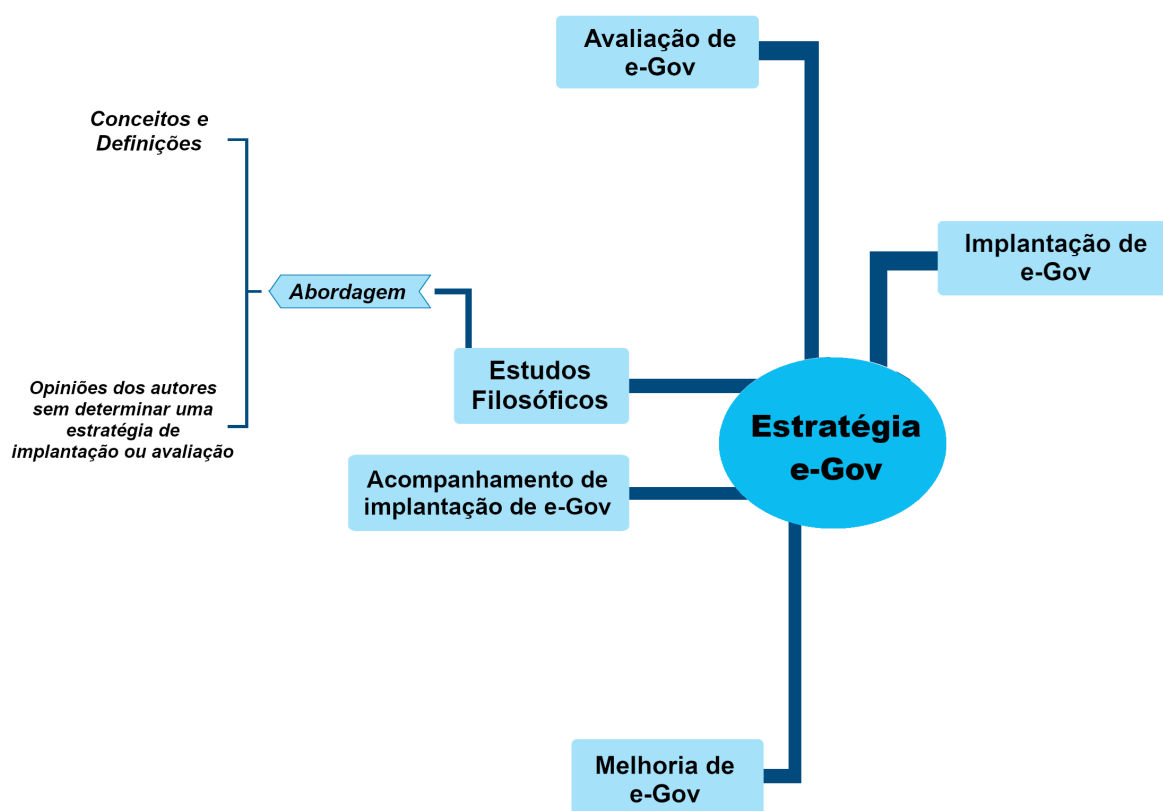 Avaliação de
e-Gov
Conceitos e
Definições
Implantação de
e-Gov
Abordagem
Estudos
Filosóficos
Opiniões dos autores
sem determinar uma
estratégia de
implantação ou avaliação
Estratégia
e-Gov
Acompanhamento de
implantação de e-Gov
Melhoria de
e-Gov